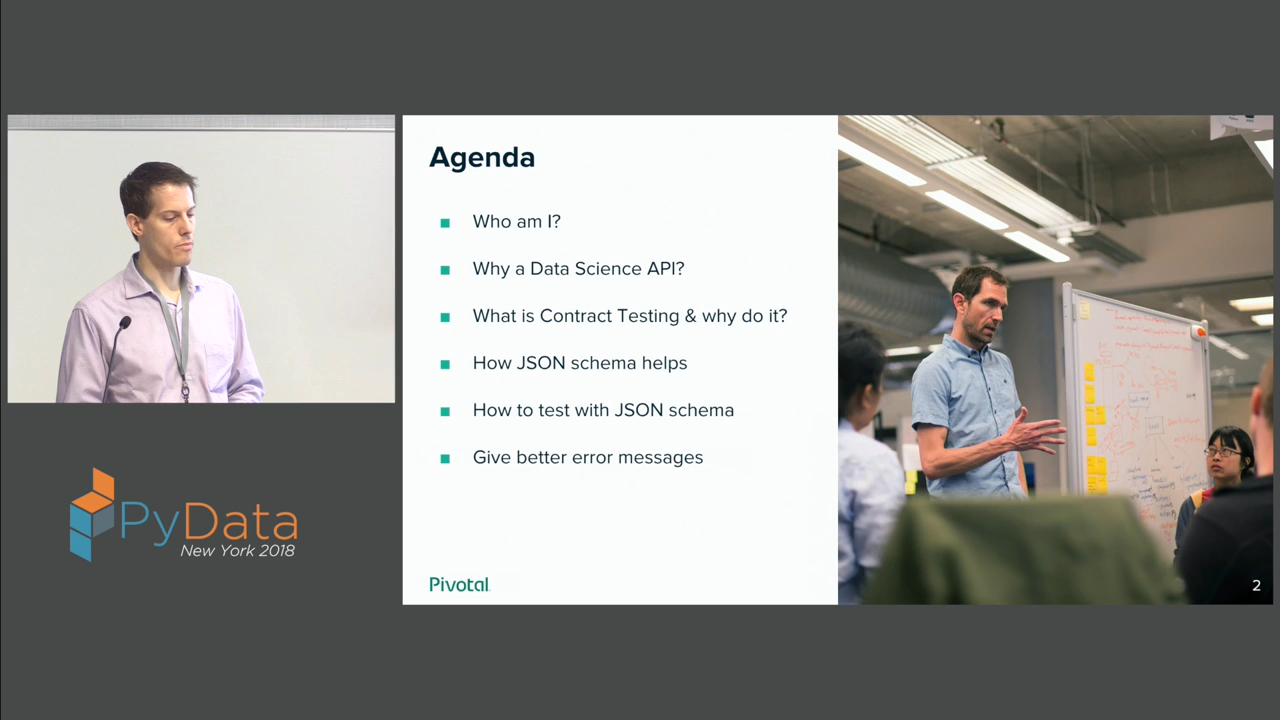 Agenda
Who am I?
Why a Data Science API?
What is Contract Testing & why do it?
How JSON schema helps
How to test with JSON schema
Give better error messages
Pivotal
2
PyData
New York 2018